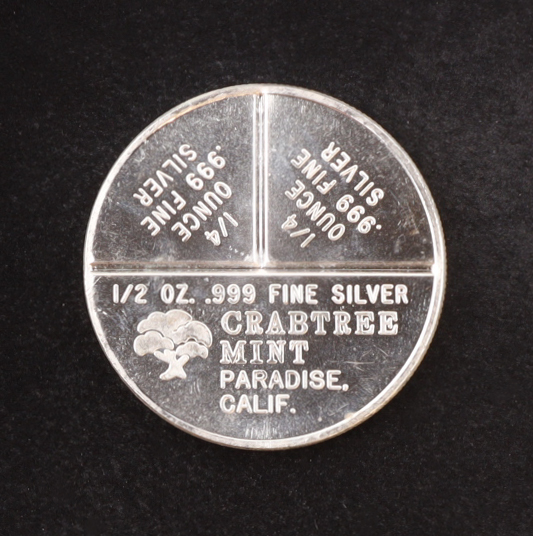 1/4
OUNCE
.999 FINE
SILVER
1/4
OUNCE
.999 FINE
SILVER
1/2 OZ. .999 FINE SILVER
CRABTREE
MINT
PARADISE,
CALIF.